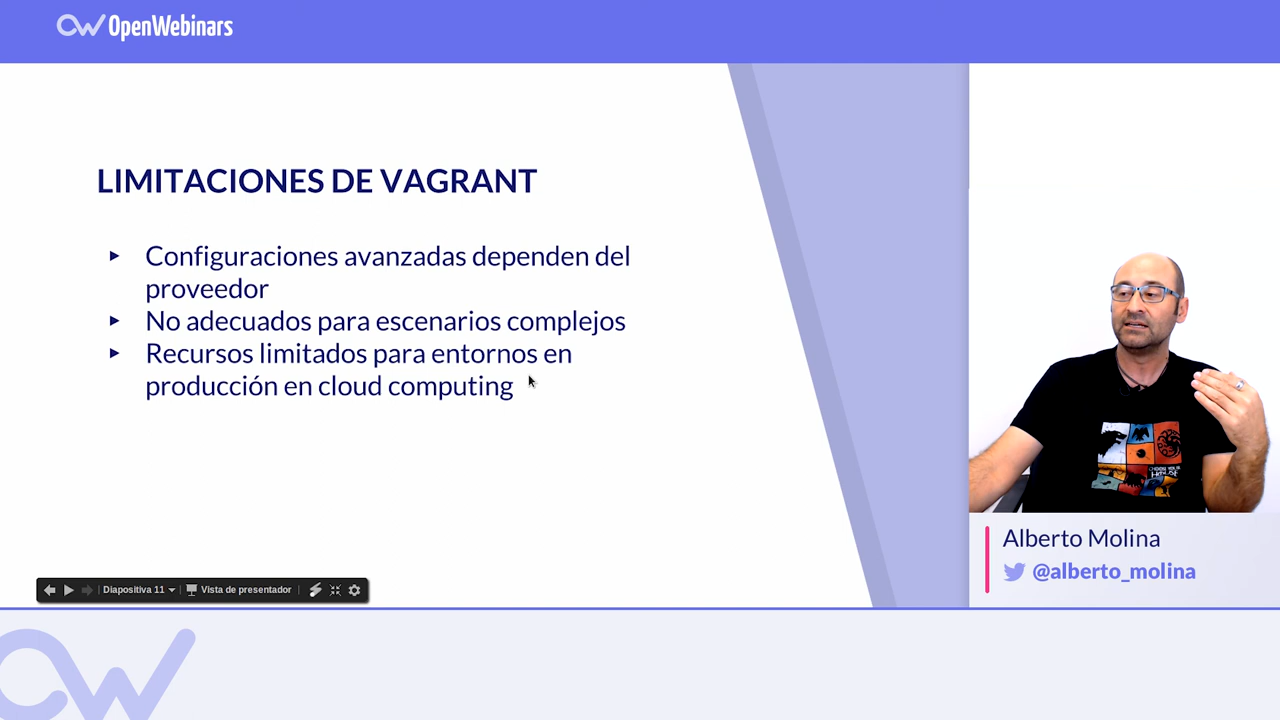 OpenWebinars
LIMITACIONES DE VAGRANT
▸ Configuraciones avanzadas dependen del
proveedor
▸ No adecuados para escenarios complejos
▸ Recursos limitados para entornos en
producción en cloud computing
Diapositiva 11
Vista de presentador
Alberto Molina
@alberto_molina